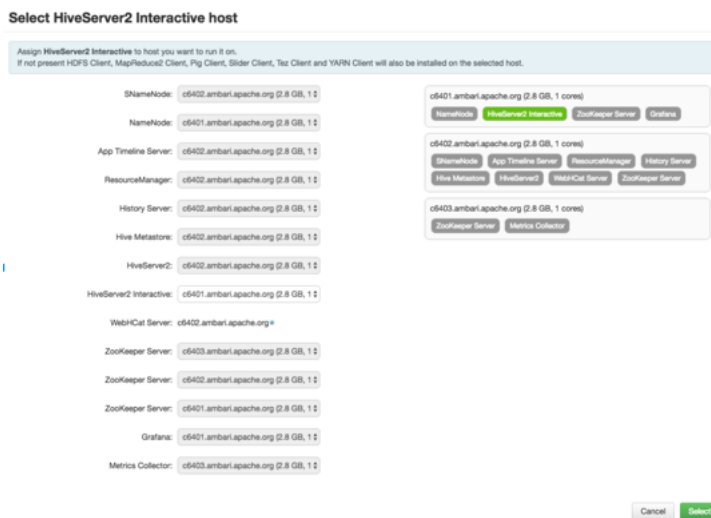 Select HiveServer2 Interactive host
Assign HiveServer2 Interactive to host you want to run it on.
If not present HDFS Client, MapReduce2 Client, Pig Client, Slider Client, Tez Client and YARN Client will also be installed on the selected host.
SNameNode: c6402.ambari.apache.org (2.8 GB, 1
NameNode: c6401.ambari.apache.org (2.8 GB, 1
App Timeline Server: c6402.ambari.apache.org (2.8 GB, 1
ResourceManager: c6402.ambari.apache.org (2.8 GB, 1
History Server: c6402.ambari.apache.org (2.8 GB, 1
Hive Metastore: c6402.ambari.apache.org (2.8 GB, 1
HiveServer2: c6402.ambari.apache.org (2.8 GB, 1
HiveServer2 Interactive: c6401.ambari.apache.org (2.8 GB, 1
WebHCat Server: c6402.ambari.apache.org*
ZooKeeper Server: c6403.ambari.apache.org (2.8 GB, 1
ZooKeeper Server: c6402.ambari.apache.org (2.8 GB, 1
ZooKeeper Server: c6401.ambari.apache.org (2.8 GB, 1
Grafana: c6401.ambari.apache.org (2.8 GB, 1
Metrics Collector: c6403.ambari.apache.org (2.8 GB, 1
c6401.ambari.apache.org (2.8 GB, 1 cores)
NameNode HiveServer2 Interactive ZooKeeper Server Grafana
c6402.ambari.apache.org (2.8 GB, 1 cores)
SNameNode App Timeline Server ResourceManager History Server
Hive Metastore HiveServer2 WebHCat Server ZooKeeper Server
c6403.ambari.apache.org (2.8 GB, 1 cores)
ZooKeeper Server Metrics Collector
Cancel Select